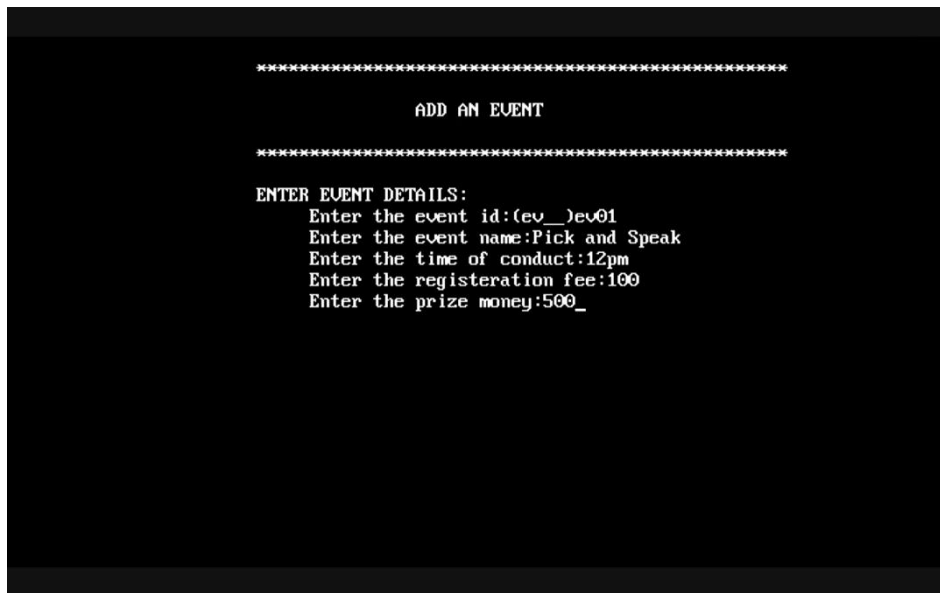 **************************************************
ADD AN EVENT
**************************************************
ENTER EVENT DETAILS:
Enter the event id:(ev__)ev01
Enter the event name:Pick and Speak
Enter the time of conduct:12pm
Enter the registeration fee:100
Enter the prize money:500_